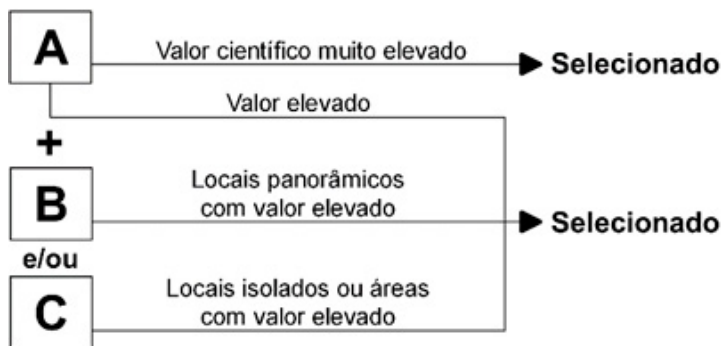 A
Valor científico muito elevado
Selecionado
Valor elevado
+
B
Locais panorâmicos
com valor elevado
Selecionado
e/ou
C
Locais isolados ou áreas
com valor elevado